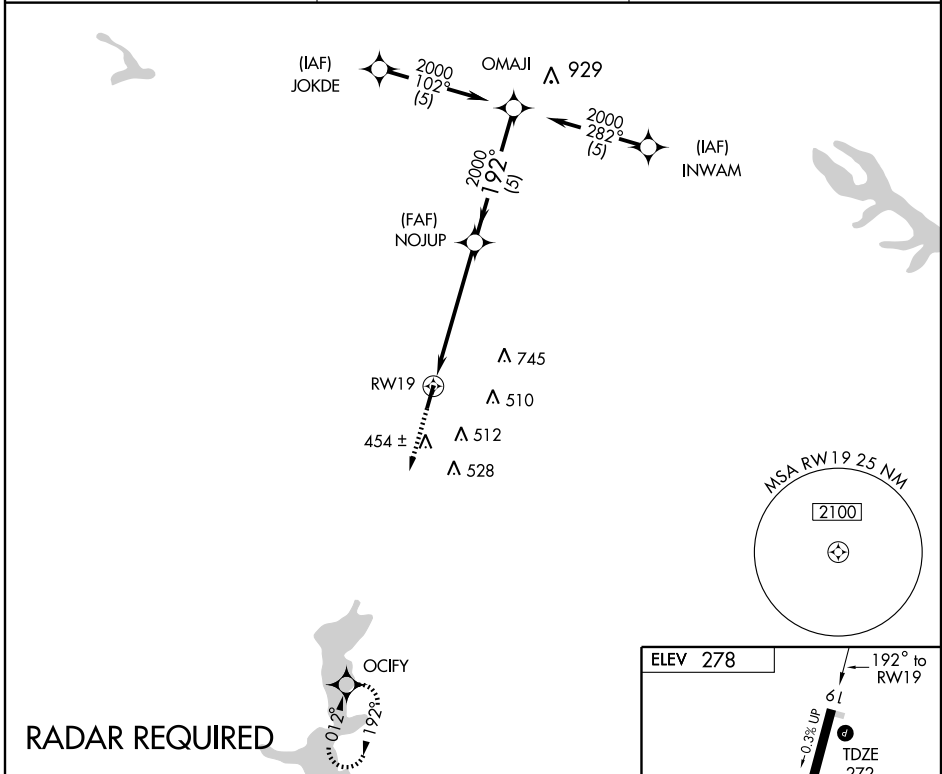 (IAF)
JOKDE
2000
102°
(5)
OMAJI
929
2000
282°
(5)
(IAF)
INWAM
2000
192°
(5)
(FAF)
NOJUP
745
RW19
510
454 ±
512
528
MSA RW19 25 NM
2100
OCIFY
012°
192°
RADAR REQUIRED
ELEV 278
192° to
RW19
19
0.3% UP
TDZE